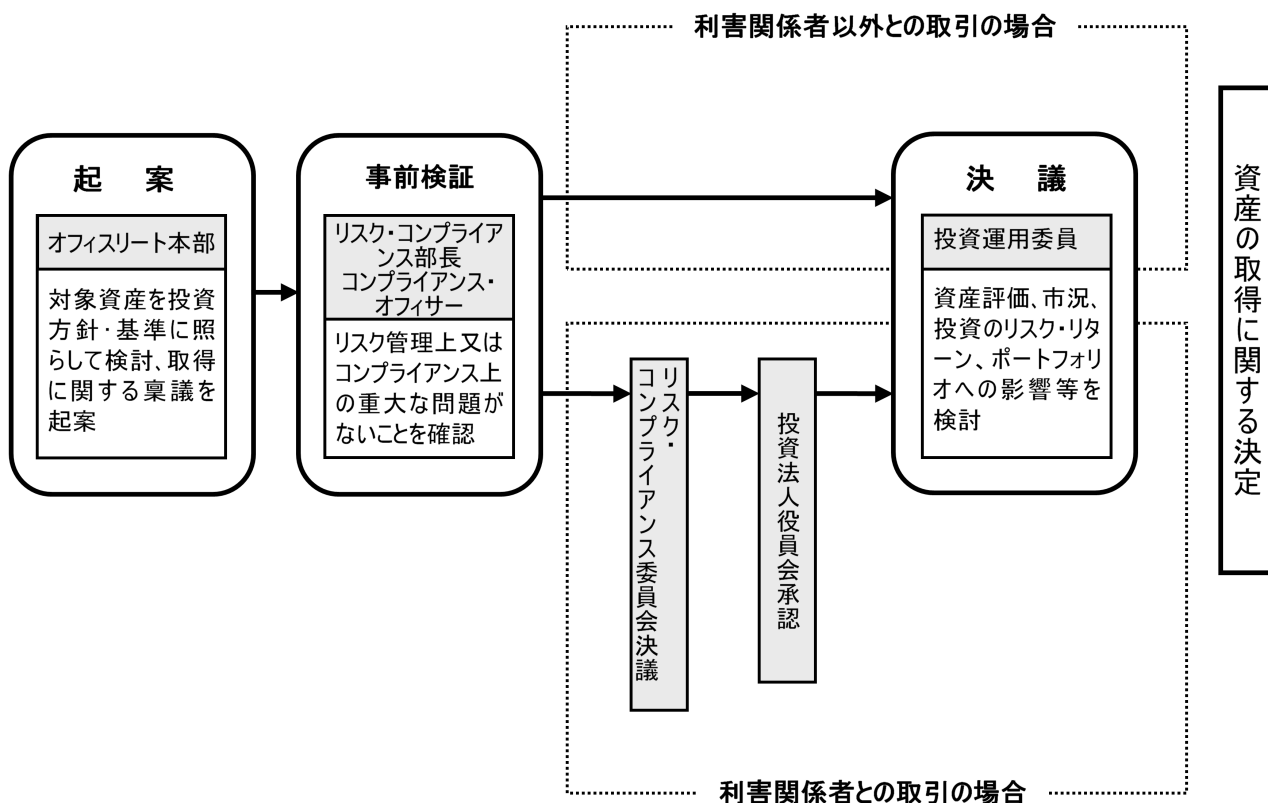 利害関係者以外との取引の場合
起 案
オフィスリート本部
対象資産を投資
方針・基準に照
らして検討、取得
に関する稟議を
起案
事前検証
リスク・コンプライア
ンス部長
コンプライアンス・
オフィサー
リスク管理上又は
コンプライアンス上
の重大な問題が
ないことを確認
リスク・
コンプライアンス委員会決議
投資法人役員会承認
決 議
投資運用委員
資産評価、市況、
投資のリスク・リタ
ーン、ポートフォリ
オへの影響等を
検討
資産の取得に関する決定
利害関係者との取引の場合